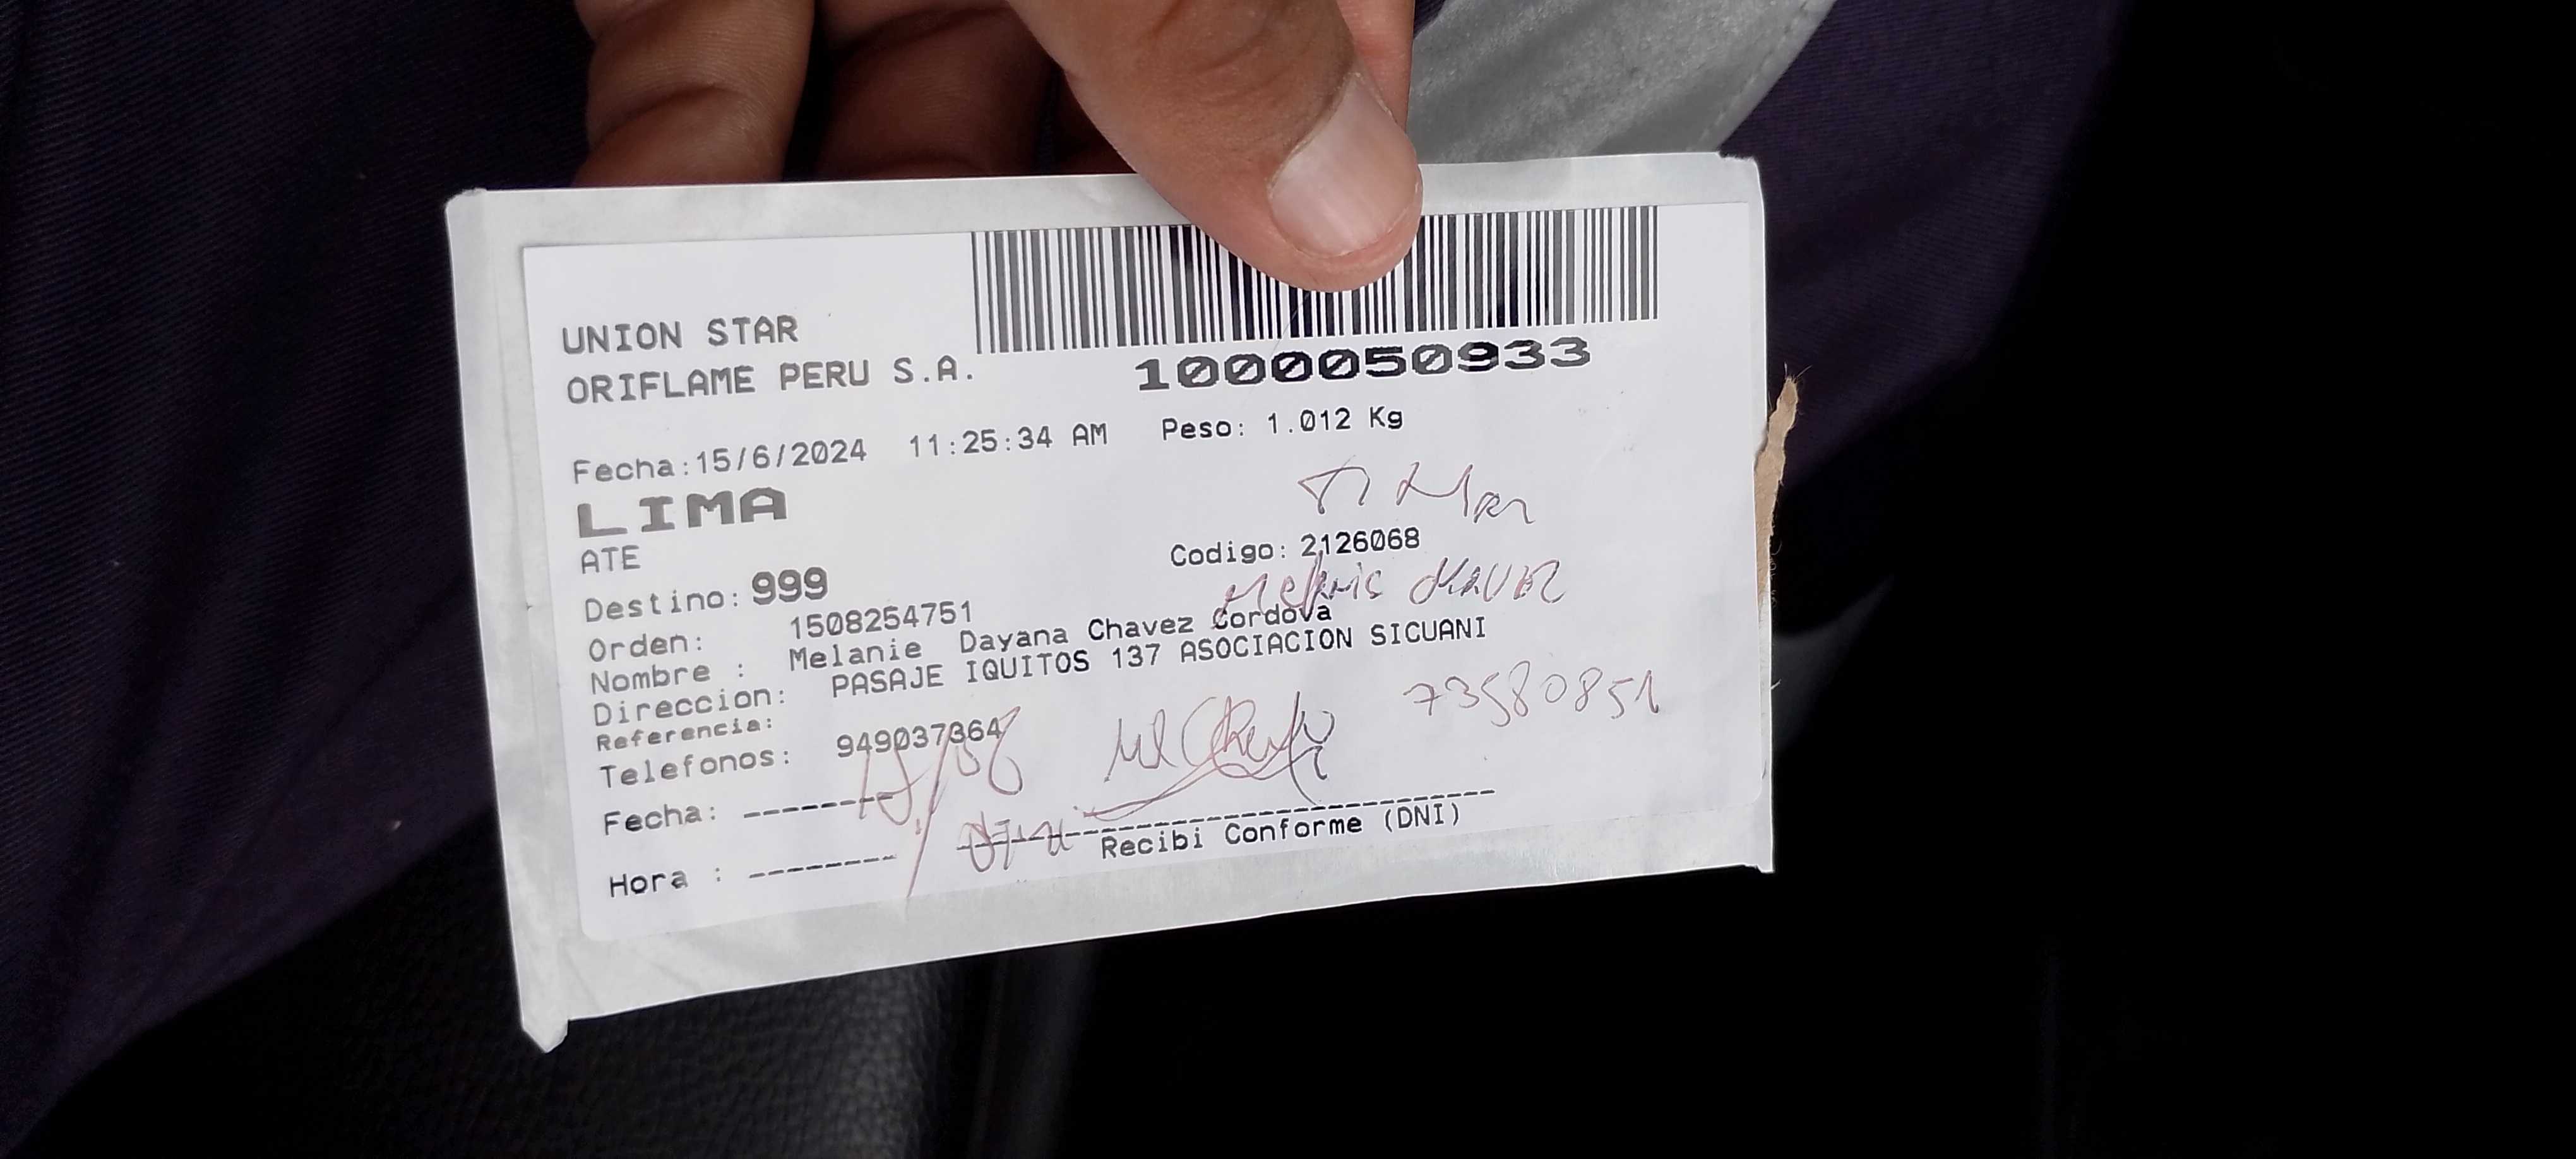 UNION STAR
ORIFLAME PERU S.A.
1000050933
Fecha:15/6/2024 11:25:34 AM Peso: 1.012 Kg
LIMA
ATE
Codigo: 2126068
Destino: 999
Orden: 1508254751
Nombre : Melanie Dayana Chavez Cordova
Direccion: PASAJE IQUITOS 137 ASOCIACION SICUANI
Referencia:
73580851
Telefonos: 949037364
Fecha: --------
Recibi Conforme (DNI)
Hora : --------